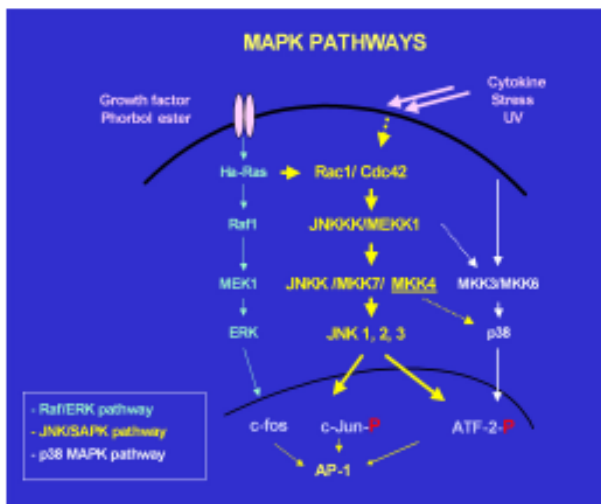 MAPK PATHWAYS
Growth factor
Phorbol ester
Cytokine
Stress
UV
Ha-Ras
Rac1/ Cdc42
Raf1
JNKKK/MEKK1
MEK1
JNKK /MKK7/ MKK4
MKK3/MKK6
ERK
JNK 1, 2, 3
p38
- Raf/ERK pathway
- JNK/SAPK pathway
- p38 MAPK pathway
c-fos
c-Jun-P
ATF-2-P
AP-1